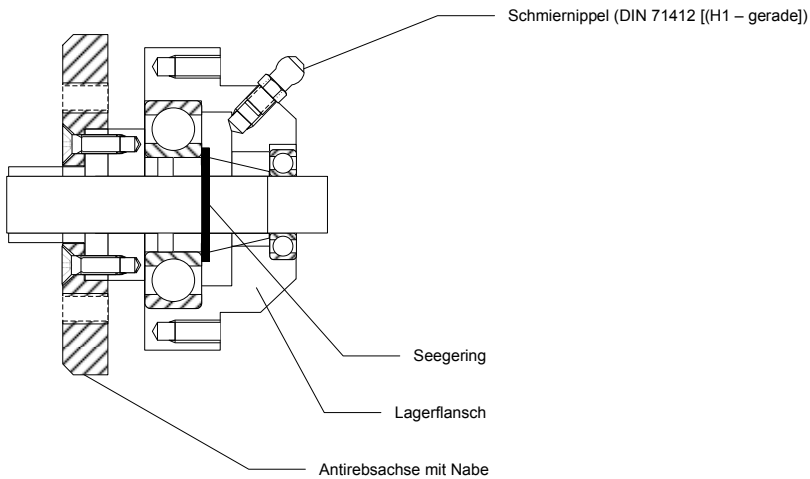 Schmiernippel (DIN 71412 [(H1 – gerade])
Seegering
Lagerflansch
Antirebsachse mit Nabe